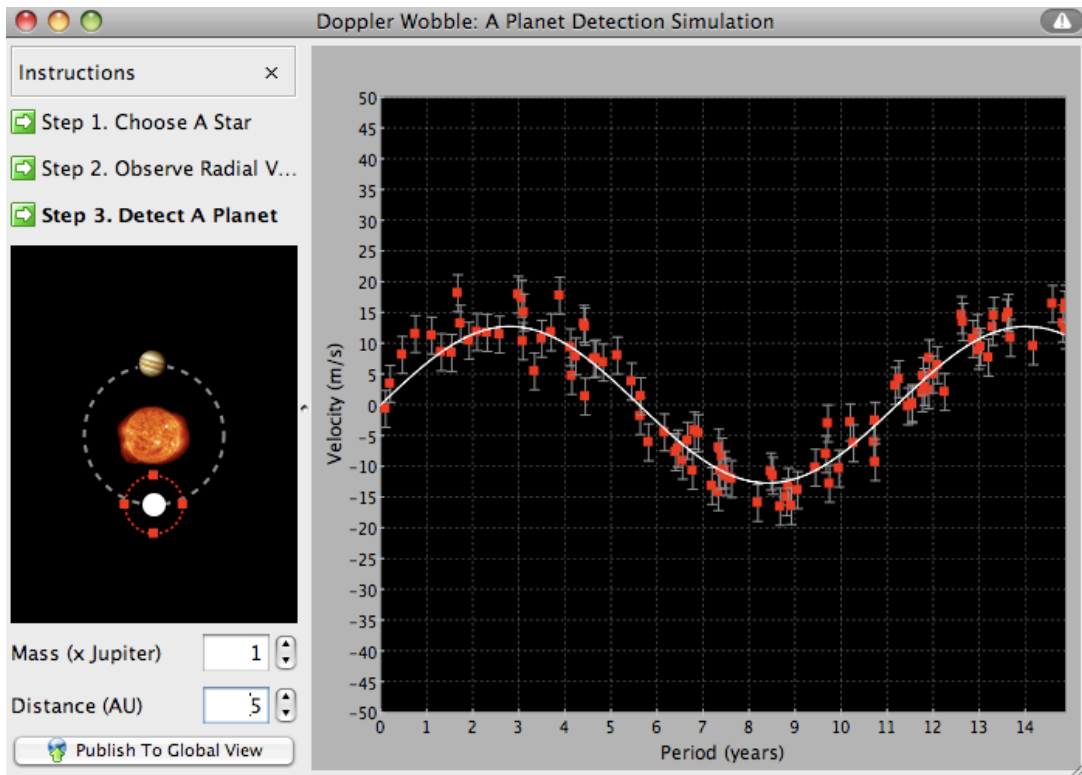 Doppler Wobble: A Planet Detection Simulation
Instructions ×
Step 1. Choose A Star
Step 2. Observe Radial V...
Step 3. Detect A Planet
Mass (x Jupiter) 1
Distance (AU) 5
Publish To Global View
Velocity (m/s)
50
45
40
35
30
25
20
15
10
5
0
-5
-10
-15
-20
-25
-30
-35
-40
-45
-50
0 1 2 3 4 5 6 7 8 9 10 11 12 13 14
Period (years)